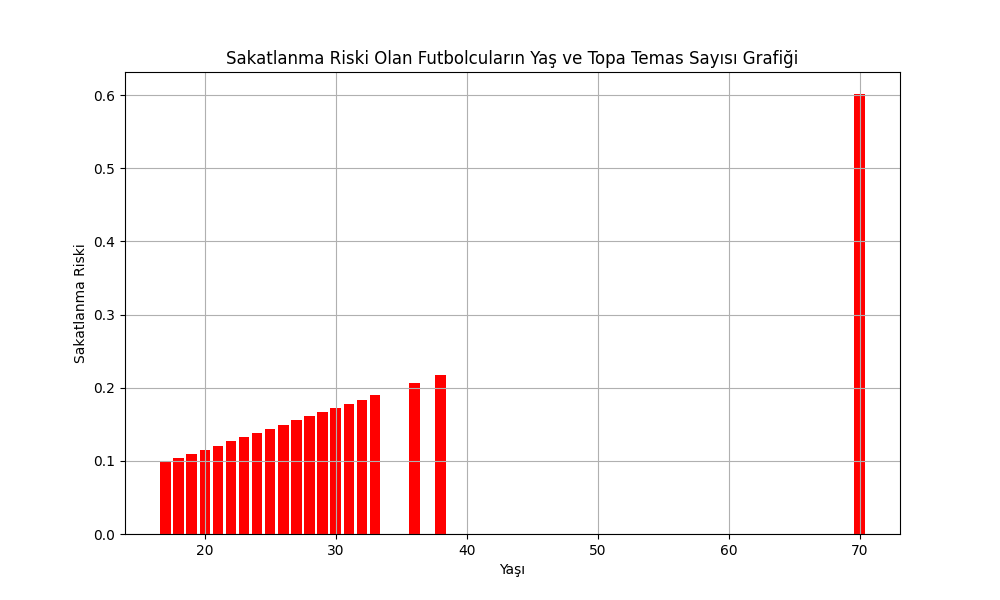 Sakatlanma Riski Olan Futbolcuların Yaş ve Topa Temas Sayısı Grafiği
0.6
0.5
0.4
0.3
0.2
0.1
0.0
Sakatlanma Riski
20 30 40 50 60 70
Yaşı